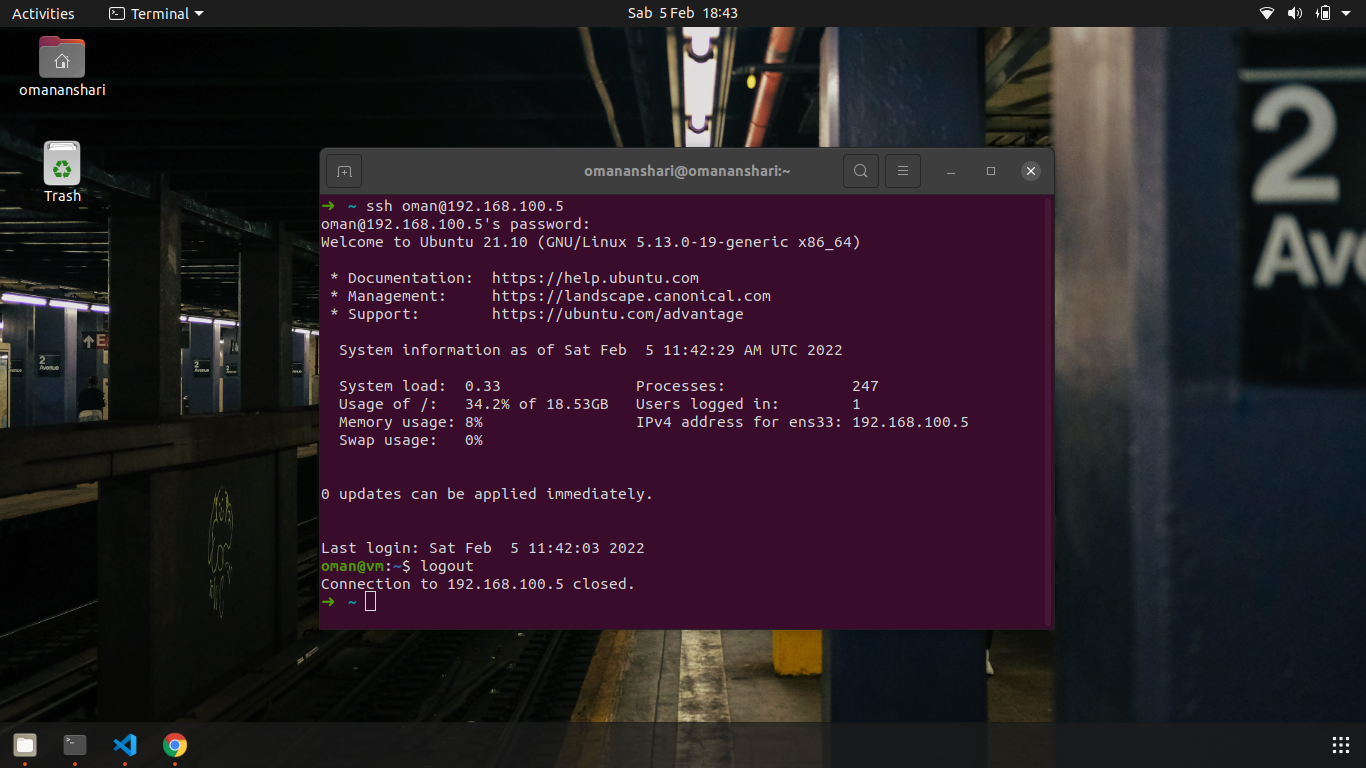 Activities
Terminal
Sab 5 Feb 18:43
omananshari
Trash
omananshari@omananshari:~
➜ ~ ssh oman@192.168.100.5
oman@192.168.100.5's password:
Welcome to Ubuntu 21.10 (GNU/Linux 5.13.0-19-generic x86_64)
* Documentation: https://help.ubuntu.com
* Management: https://landscape.canonical.com
* Support: https://ubuntu.com/advantage
System information as of Sat Feb 5 11:42:29 AM UTC 2022
System load: 0.33 Processes: 247
Usage of /: 34.2% of 18.53GB Users logged in: 1
Memory usage: 8% IPv4 address for ens33: 192.168.100.5
Swap usage: 0%
0 updates can be applied immediately.
Last login: Sat Feb 5 11:42:03 2022
oman@vm:~$ logout
Connection to 192.168.100.5 closed.
➜ ~
2
Ave
E
2
Avenue
2
Avenue
2